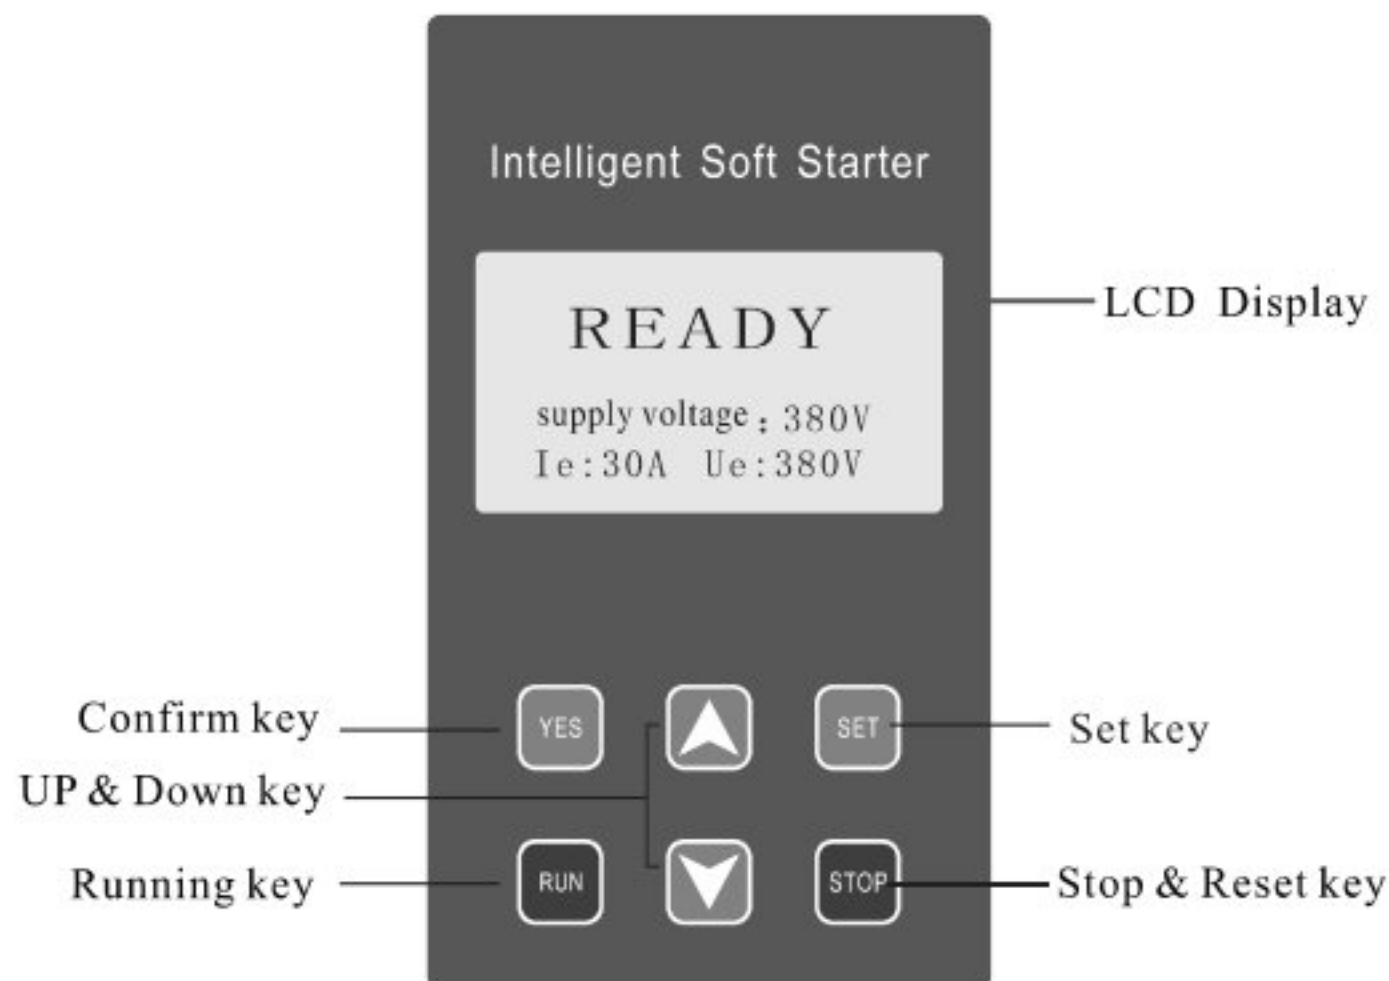 Intelligent Soft Starter
READY
LCD Display
supply voltage : 380V
Ie:30A Ue:380V
Confirm key
YES
SET
Set key
UP & Down key
Running key
RUN
STOP
Stop & Reset key